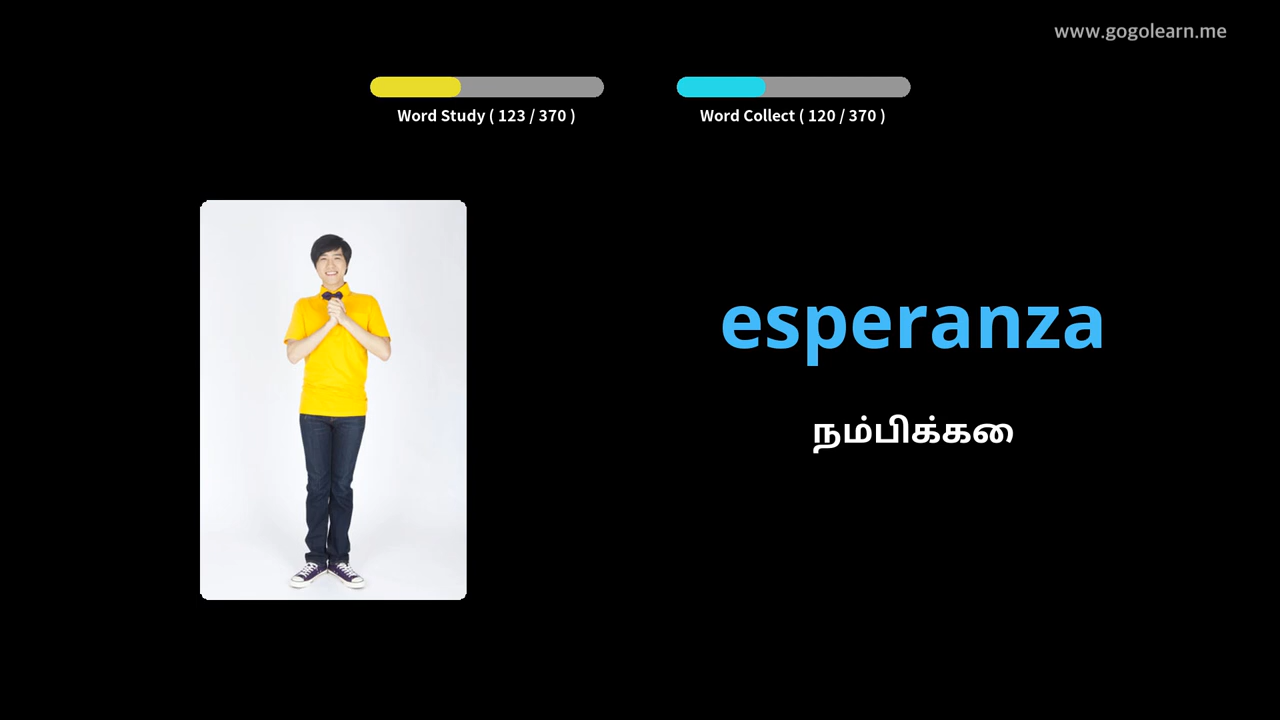 www.gogolearn.me
Word Study ( 123 / 370 )
Word Collect ( 120 / 370 )
esperanza
நம்பிக்கை